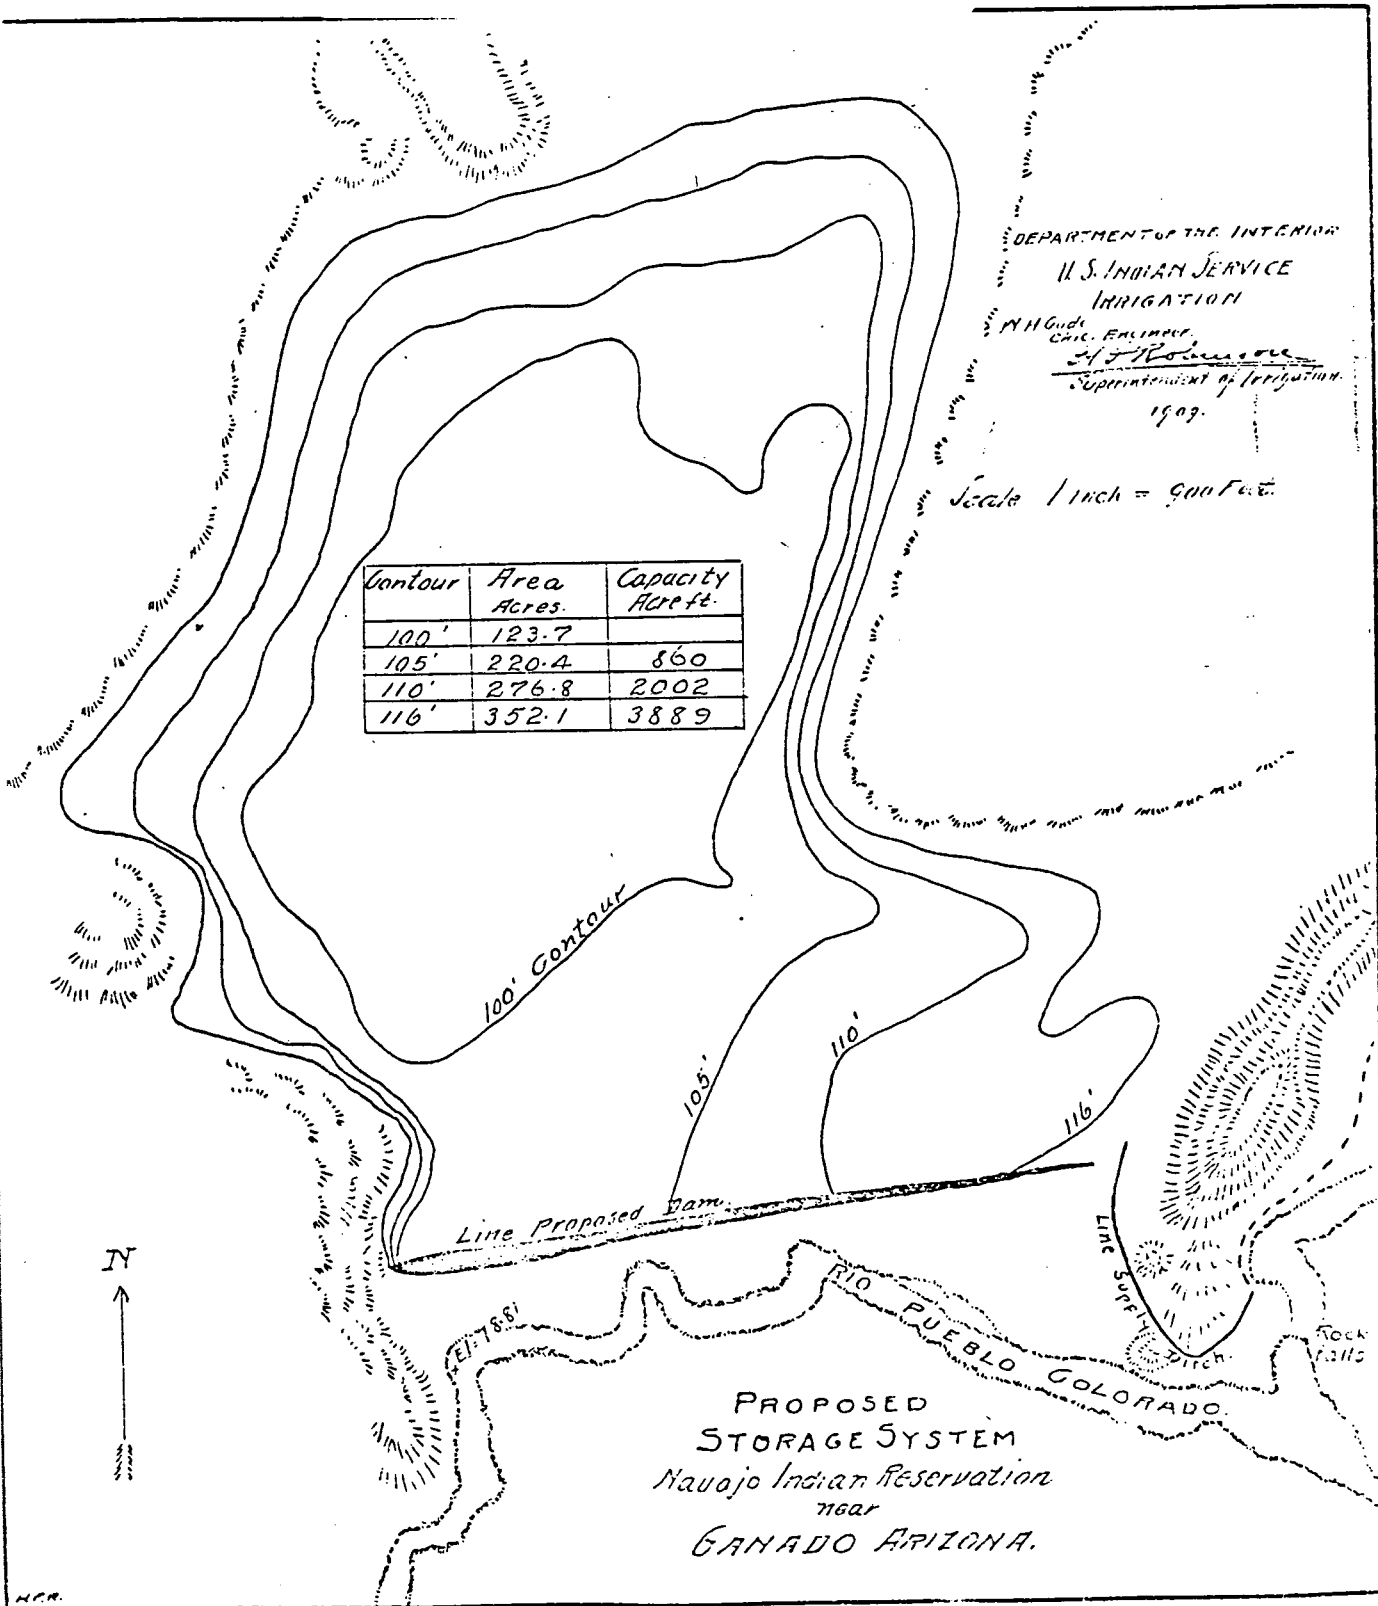 DEPARTMENT OF THE INTERIOR
U.S. INDIAN SERVICE
IRRIGATION
W H Code
Chief Engineer.
H F Robinson
Superintendent of Irrigation.
1909.
Scale 1 inch = 900 Feet.
Contour Area Acres. Capacity Acre ft.
100' 123.7
105' 220.4 860
110' 276.8 2002
116' 352.1 3889
100' Contour
105'
110'
116'
Line Proposed Dam.
N
Line Supply Ditch.
El. 78.81
RIO PUEBLO COLORADO.
Rock
Falls
PROPOSED
STORAGE SYSTEM
Navajo Indian Reservation
near
GANADO ARIZONA.